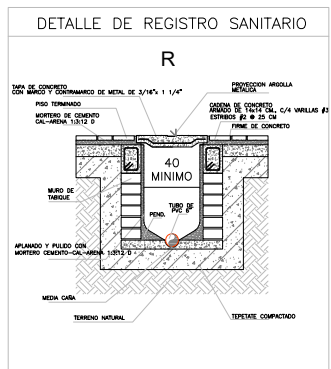 DETALLE DE REGISTRO SANITARIO
R
TAPA DE CONCRETO
CON MARCO Y CONTRAMARCO DE METAL DE 3/16"x 1 1/4"
PISO TERMINADO
MORTERO DE CEMENTO
CAL-ARENA 1:3:12 D
PROYECCION ARGOLLA
METALICA
CADENA DE CONCRETO
ARMADO DE 14x14 CM., C/4 VARILLAS #3
ESTRIBOS #2 @ 25 CM
FIRME DE CONCRETO
40
MINIMO
MURO DE
TABIQUE
TUBO DE
PVC 6"
PEND.
APLANADO Y PULIDO CON
MORTERO CEMENTO-CAL-ARENA 1:3:12 D
MEDIA CAÑA
TERRENO NATURAL
TEPETATE COMPACTADO